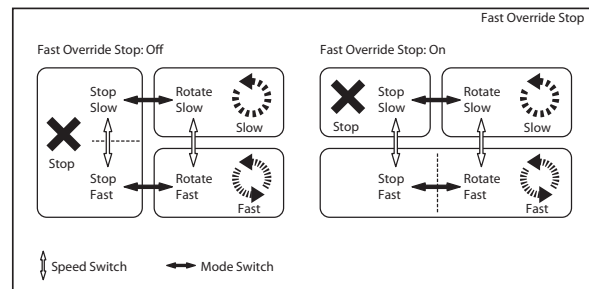 Fast Override Stop
Fast Override Stop: Off
Stop
Slow
Rotate
Slow
Slow
Stop
Stop
Fast
Rotate
Fast
Fast
Fast Override Stop: On
Stop
Stop
Slow
Rotate
Slow
Slow
Stop
Fast
Rotate
Fast
Fast
Speed Switch
Mode Switch